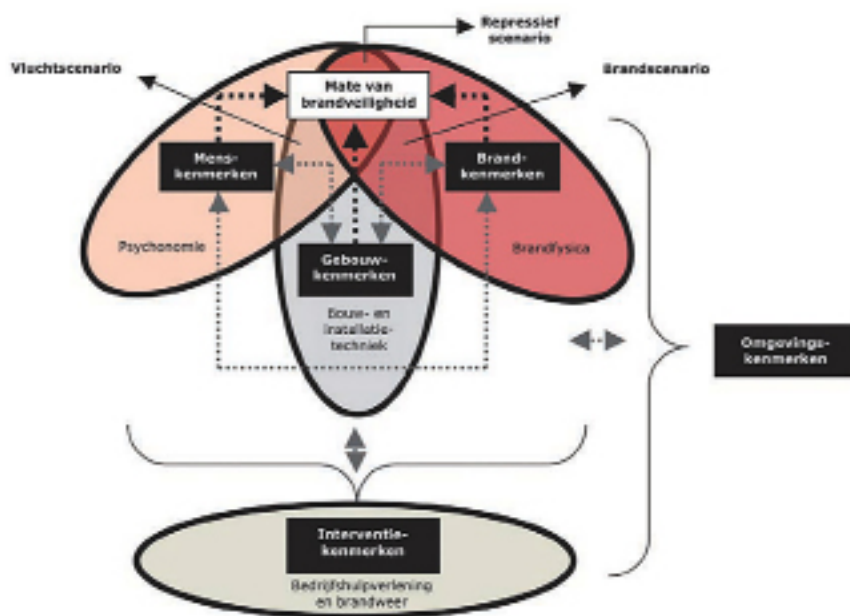 Repressief
scenario
Vluchtscenario
Brandscenario
Mate van
brandveiligheid
Mens-
kenmerken
Brand-
kenmerken
Psychonomie
Brandfysica
Gebouw-
kenmerken
Bouw- en
installatie-
techniek
Omgevings-
kenmerken
Interventie-
kenmerken
Bedrijfshulpverlening
en brandweer